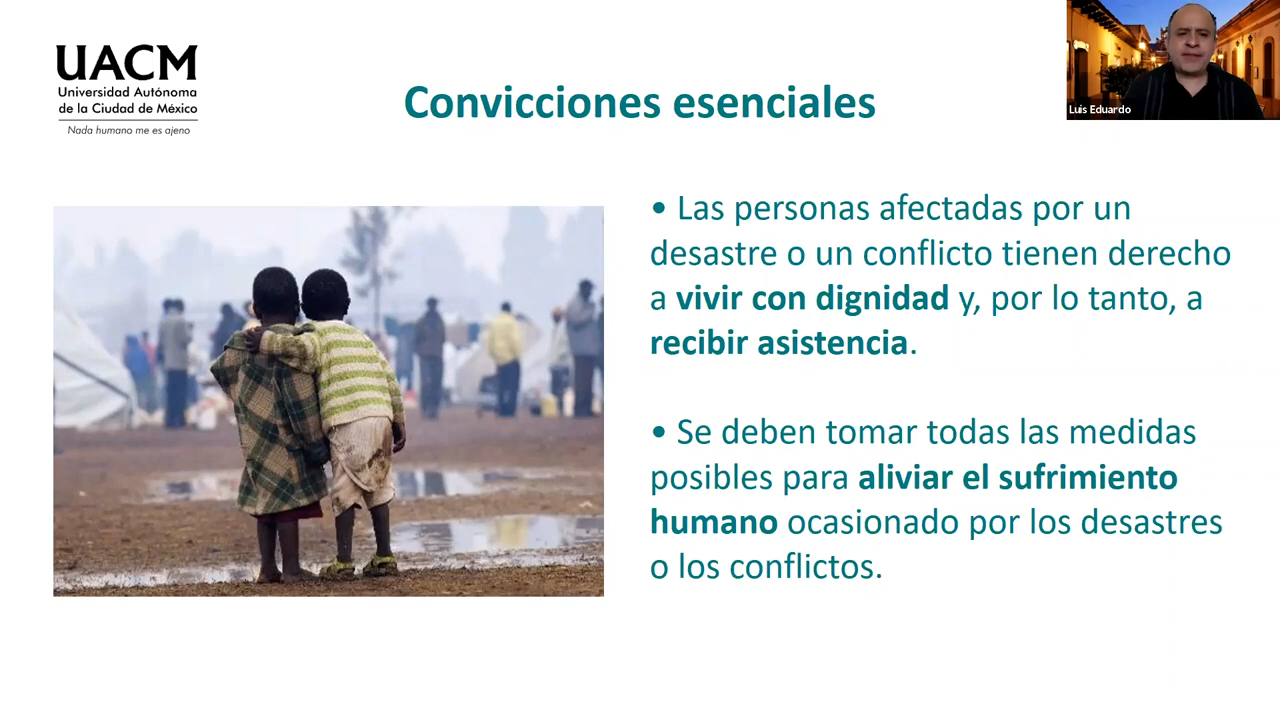 UACM
Universidad Autónoma
de la Ciudad de México
Nada humano me es ajeno
Convicciones esenciales
Luis Eduardo
• Las personas afectadas por un
desastre o un conflicto tienen derecho
a vivir con dignidad y, por lo tanto, a
recibir asistencia.
• Se deben tomar todas las medidas
posibles para aliviar el sufrimiento
humano ocasionado por los desastres
o los conflictos.